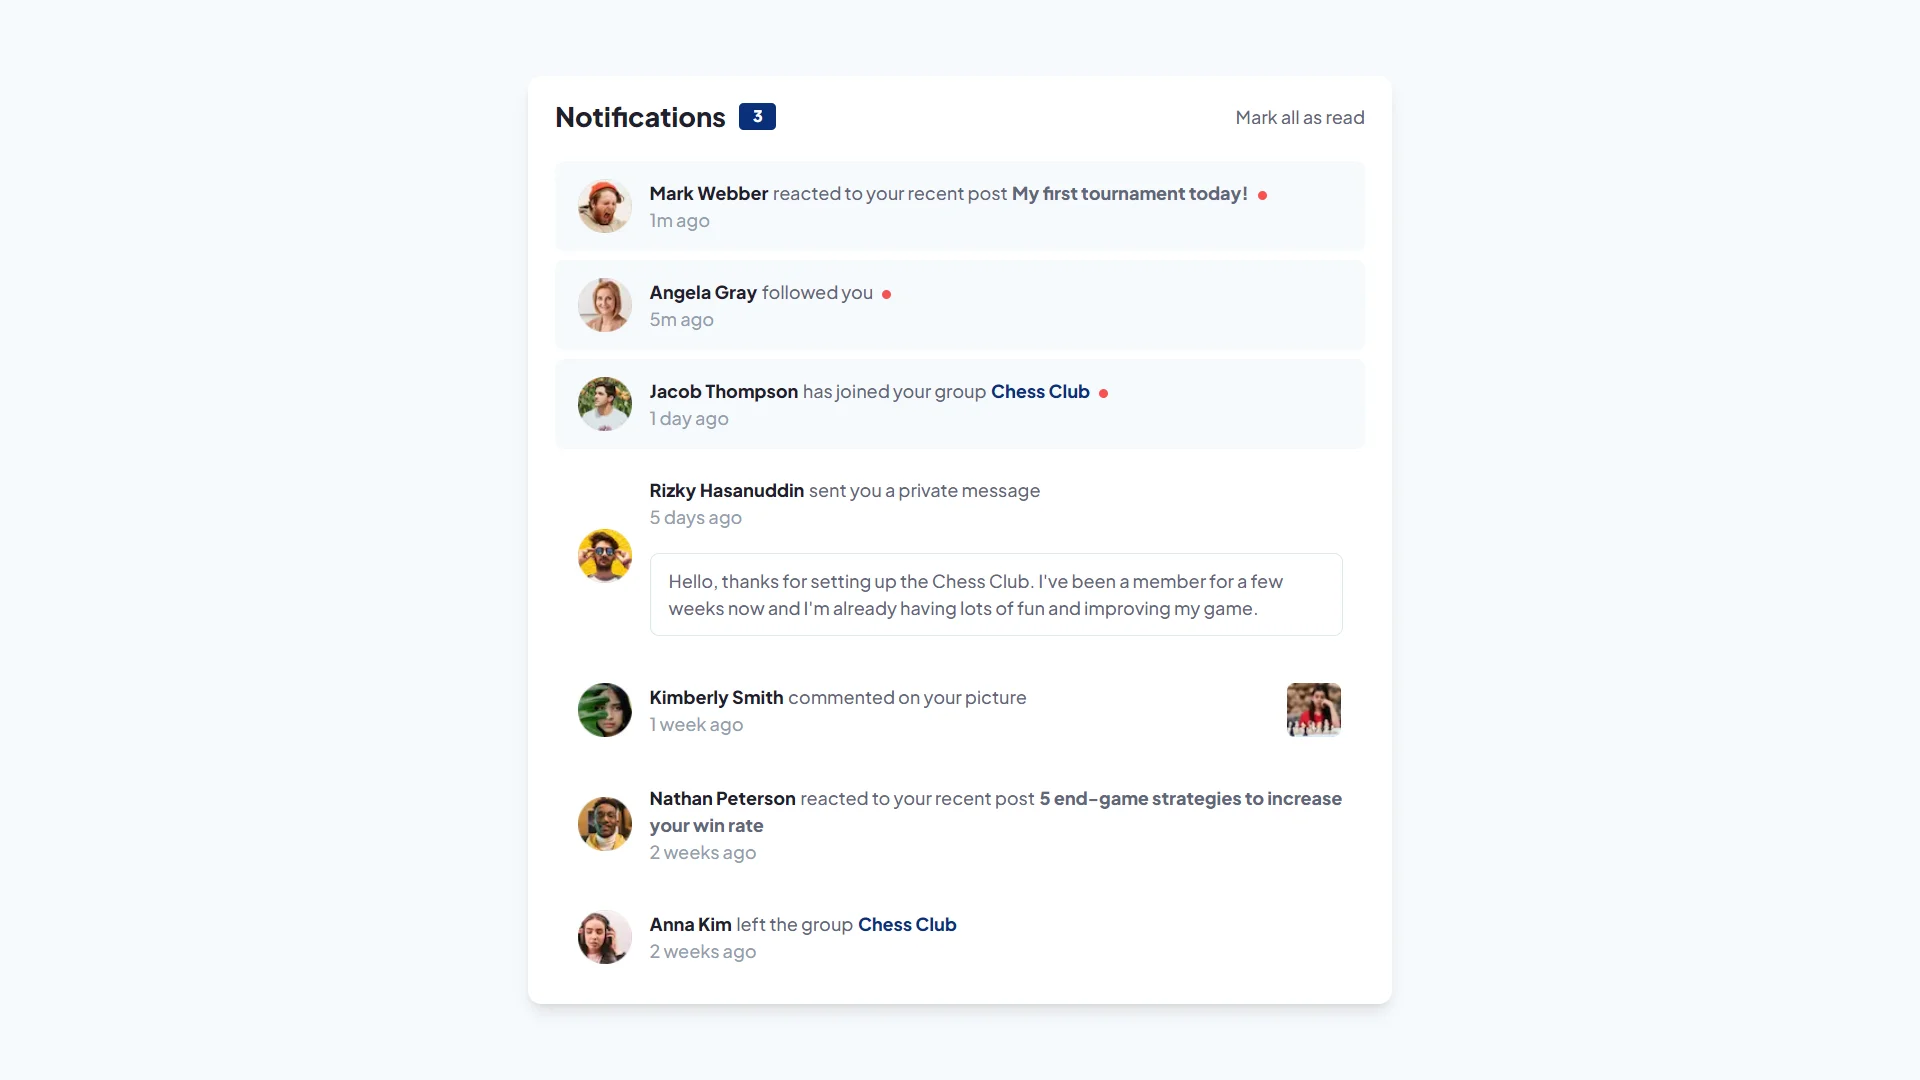 Notifications 3
Mark all as read
Mark Webber reacted to your recent post My first tournament today!
1m ago
Angela Gray followed you
5m ago
Jacob Thompson has joined your group Chess Club
1 day ago
Rizky Hasanuddin sent you a private message
5 days ago
Hello, thanks for setting up the Chess Club. I've been a member for a few
weeks now and I'm already having lots of fun and improving my game.
Kimberly Smith commented on your picture
1 week ago
Nathan Peterson reacted to your recent post 5 end-game strategies to increase
your win rate
2 weeks ago
Anna Kim left the group Chess Club
2 weeks ago